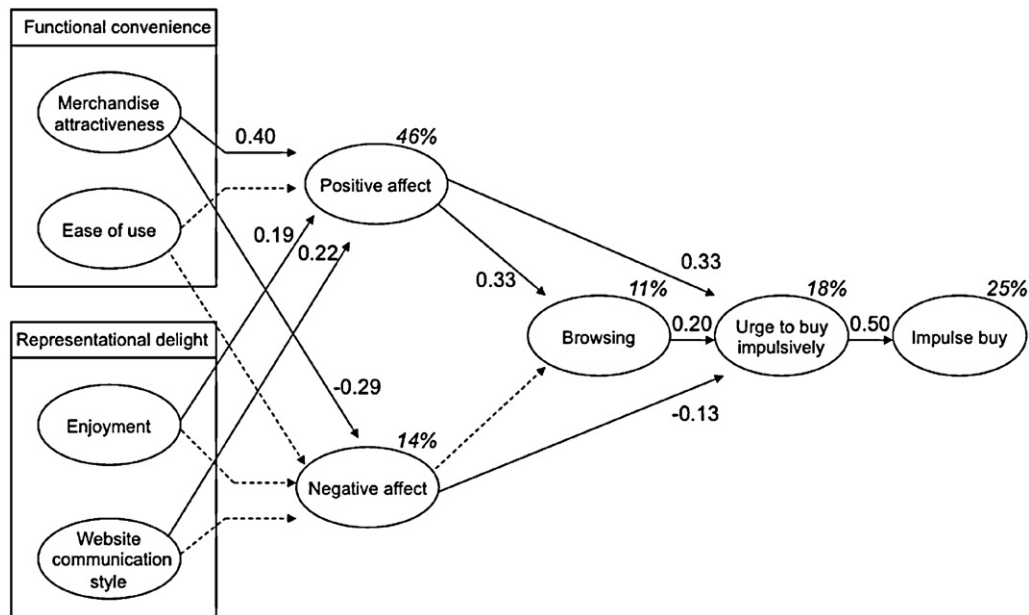 Functional convenience
Merchandise
attractiveness
Ease of use
Representational delight
Enjoyment
Website
communication
style
0.40
0.19
0.22
-0.29
46%
Positive affect
14%
Negative affect
0.33
0.33
11%
Browsing
0.20
-0.13
18%
Urge to buy
impulsively
0.50
25%
Impulse buy